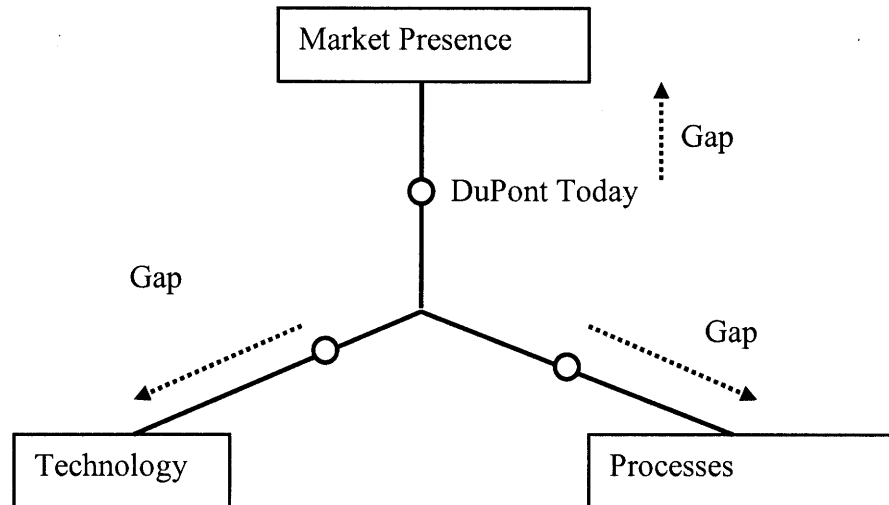 Market Presence
Gap
DuPont Today
Gap
Gap
Technology
Processes